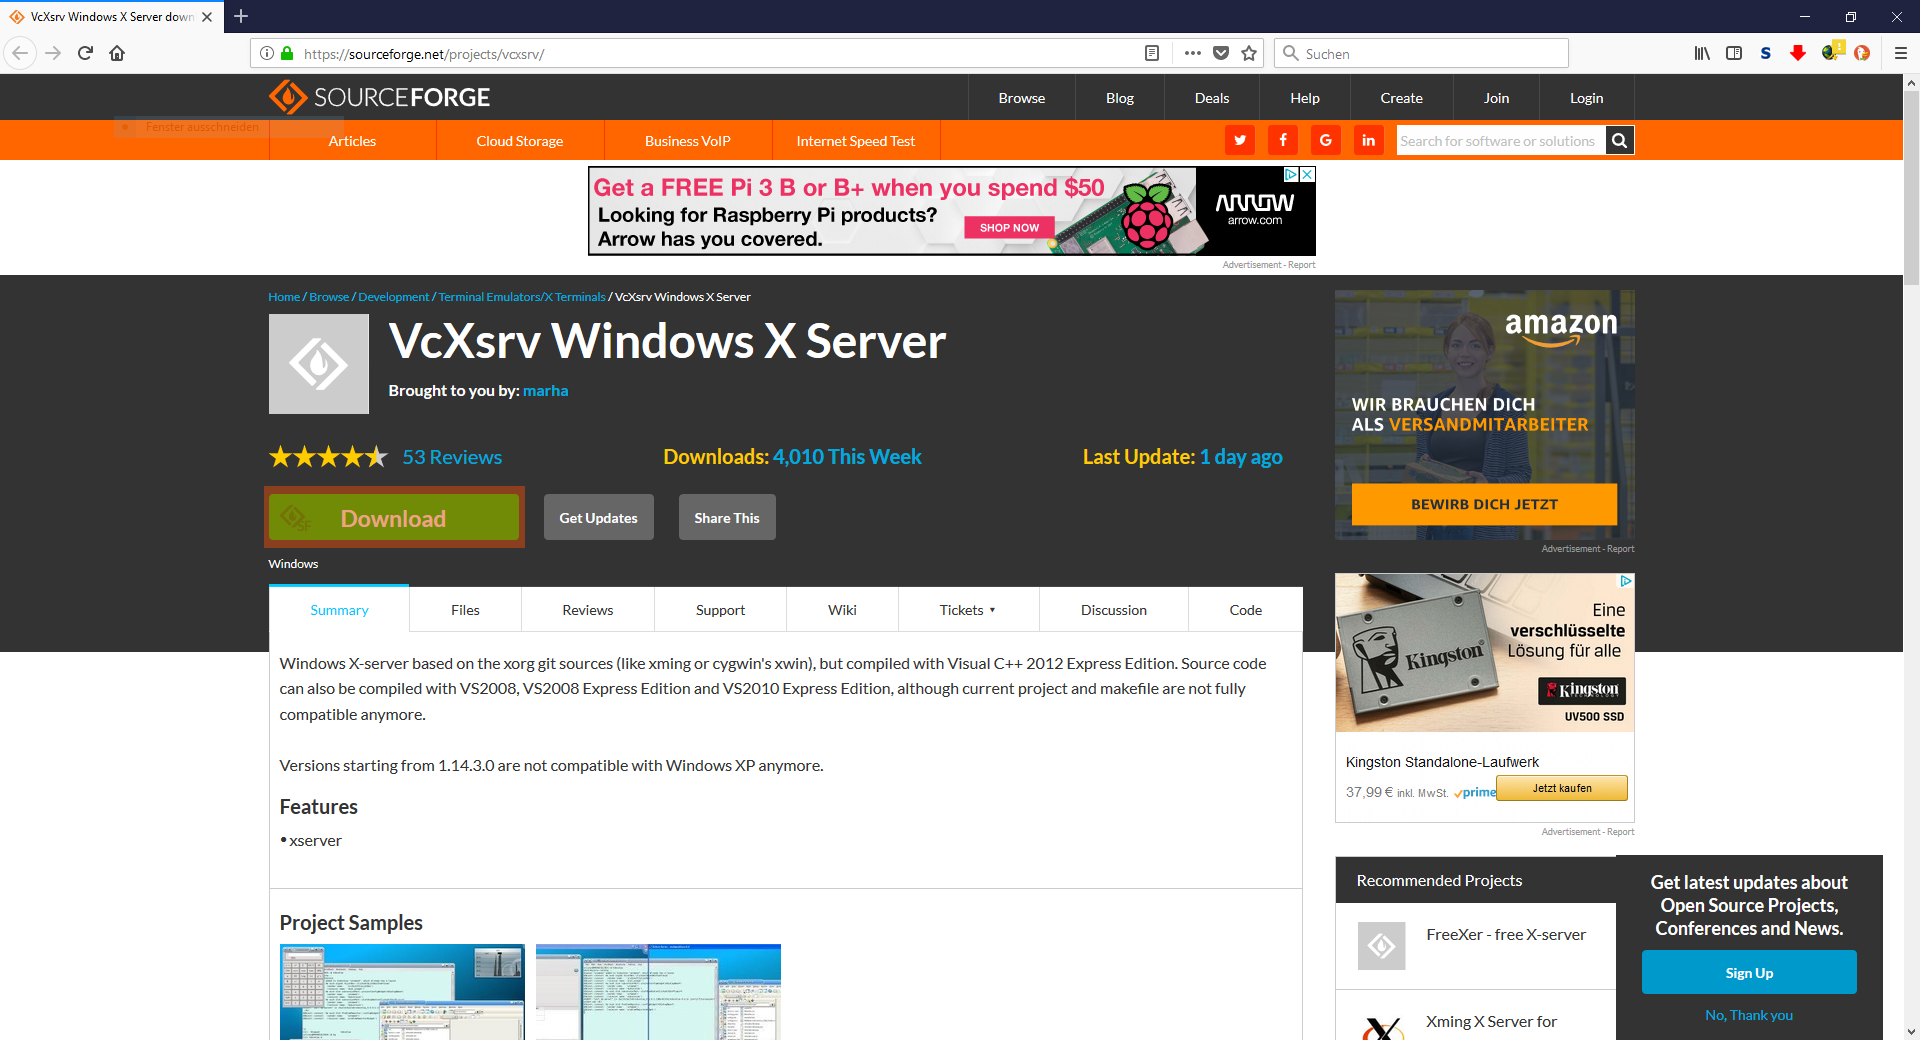 VcXsrv Windows X Server down
https://sourceforge.net/projects/vcxsrv/
Suchen
SOURCEFORGE
Browse
Blog
Deals
Help
Create
Join
Login
Fenster ausschneiden
Articles
Cloud Storage
Business VoIP
Internet Speed Test
Search for software or solutions
Get a FREE Pi 3 B or B+ when you spend $50
Looking for Raspberry Pi products?
Arrow has you covered.
SHOP NOW
ARROW
arrow.com
Advertisement - Report
Home / Browse / Development / Terminal Emulators/X Terminals / VcXsrv Windows X Server
VcXsrv Windows X Server
Brought to you by: marha
53 Reviews
Downloads: 4,010 This Week
Last Update: 1 day ago
Download
SF
Get Updates
Share This
Windows
amazon
WIR BRAUCHEN DICH
ALS VERSANDMITARBEITER
BEWIRB DICH JETZT
Advertisement - Report
Summary
Files
Reviews
Support
Wiki
Tickets
Discussion
Code
Windows X-server based on the xorg git sources (like xming or cygwin's xwin), but compiled with Visual C++ 2012 Express Edition. Source code
can also be compiled with VS2008, VS2008 Express Edition and VS2010 Express Edition, although current project and makefile are not fully
compatible anymore.
Versions starting from 1.14.3.0 are not compatible with Windows XP anymore.
Features
• xserver
Project Samples
Eine
verschlüsselte
Lösung für alle
Kingston
Kingston
TECHNOLOGY
UV500 SSD
Kingston Standalone-Laufwerk
37,99 € inkl. MwSt. prime
Jetzt kaufen
Advertisement - Report
Recommended Projects
FreeXer - free X-server
Xming X Server for
Get latest updates about
Open Source Projects,
Conferences and News.
Sign Up
No, Thank you